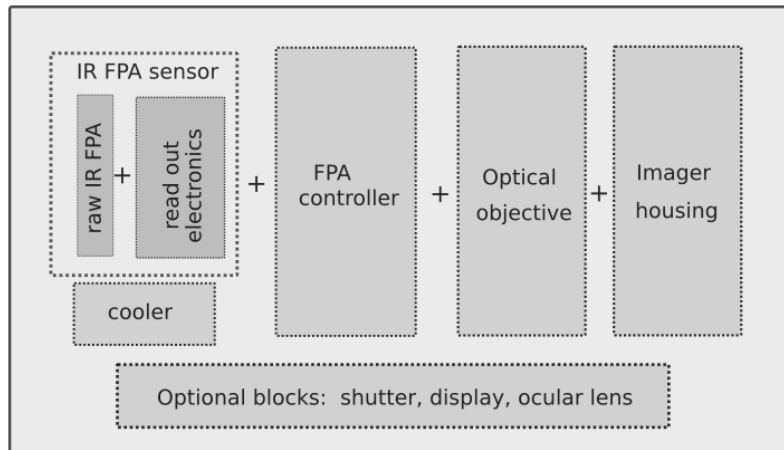 IR FPA sensor
raw IR FPA
+
read out
electronics
+
FPA
controller
+
Optical
objective
+
Imager
housing
cooler
Optional blocks: shutter, display, ocular lens